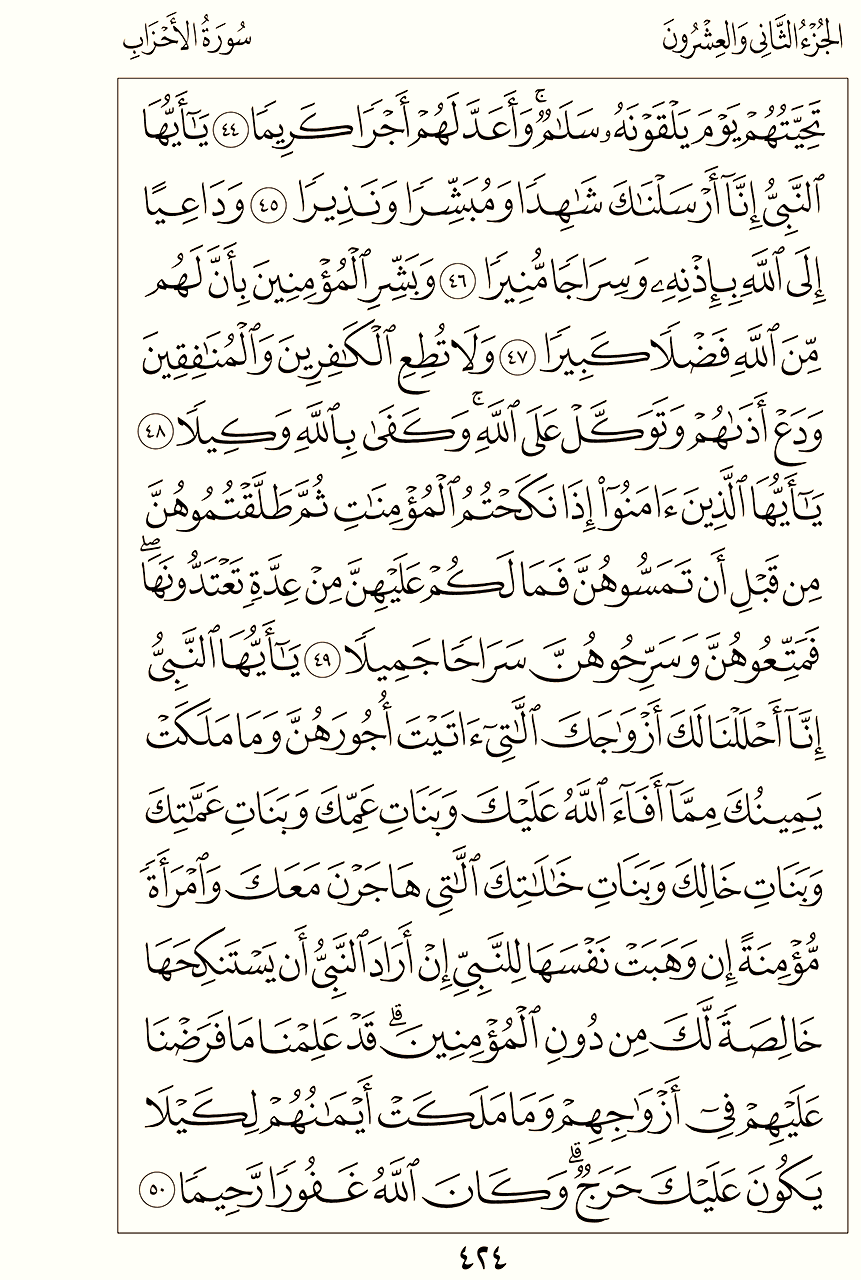 الجُزْءُ الثَّانِي وَالعِشْرُونَ
سُورَةُ الأَحْزَابِ
تَحِيَّتُهُمْ يَوْمَ يَلْقَوْنَهُۥ سَلَٰمٌۚ وَأَعَدَّ لَهُمْ أَجْرًا كَرِيمًا ٤٤ يَٰٓأَيُّهَا
ٱلنَّبِيُّ إِنَّآ أَرْسَلْنَٰكَ شَٰهِدًا وَمُبَشِّرًا وَنَذِيرًا ٤٥ وَدَاعِيًا
إِلَى ٱللَّهِ بِإِذْنِهِۦ وَسِرَاجًا مُّنِيرًا ٤٦ وَبَشِّرِ ٱلْمُؤْمِنِينَ بِأَنَّ لَهُم
مِّنَ ٱللَّهِ فَضْلًا كَبِيرًا ٤٧ وَلَا تُطِعِ ٱلْكَٰفِرِينَ وَٱلْمُنَٰفِقِينَ
وَدَعْ أَذَىٰهُمْ وَتَوَكَّلْ عَلَى ٱللَّهِۚ وَكَفَىٰ بِٱللَّهِ وَكِيلًا ٤٨
يَٰٓأَيُّهَا ٱلَّذِينَ ءَامَنُوٓا۟ إِذَا نَكَحْتُمُ ٱلْمُؤْمِنَٰتِ ثُمَّ طَلَّقْتُمُوهُنَّ
مِن قَبْلِ أَن تَمَسُّوهُنَّ فَمَا لَكُمْ عَلَيْهِنَّ مِنْ عِدَّةٍ تَعْتَدُّونَهَاۖ
فَمَتِّعُوهُنَّ وَسَرِّحُوهُنَّ سَرَاحًا جَمِيلًا ٤٩ يَٰٓأَيُّهَا ٱلنَّبِيُّ
إِنَّآ أَحْلَلْنَا لَكَ أَزْوَٰجَكَ ٱلَّٰتِىٓ ءَاتَيْتَ أُجُورَهُنَّ وَمَا مَلَكَتْ
يَمِينُكَ مِمَّآ أَفَآءَ ٱللَّهُ عَلَيْكَ وَبَنَاتِ عَمِّكَ وَبَنَاتِ عَمَّٰتِكَ
وَبَنَاتِ خَالِكَ وَبَنَاتِ خَٰلَٰتِكَ ٱلَّٰتِى هَاجَرْنَ مَعَكَ وَٱمْرَأَةً
مُّؤْمِنَةً إِن وَهَبَتْ نَفْسَهَا لِلنَّبِيِّ إِنْ أَرَادَ ٱلنَّبِيُّ أَن يَسْتَنكِحَهَا
خَالِصَةً لَّكَ مِن دُونِ ٱلْمُؤْمِنِينَۗ قَدْ عَلِمْنَا مَا فَرَضْنَا
عَلَيْهِمْ فِىٓ أَزْوَٰجِهِمْ وَمَا مَلَكَتْ أَيْمَٰنُهُمْ لِكَيْلَا
يَكُونَ عَلَيْكَ حَرَجٌۗ وَكَانَ ٱللَّهُ غَفُورًا رَّحِيمًا ٥٠
٤٢٤